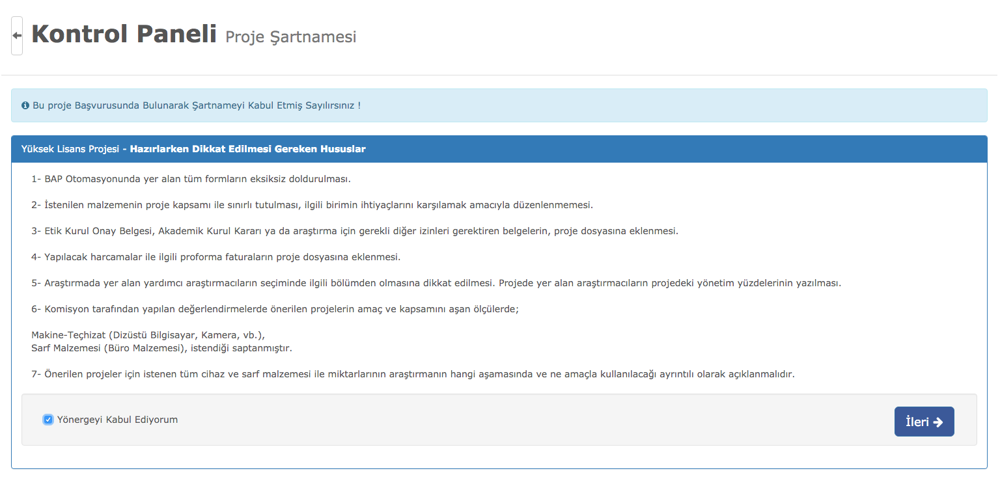 Kontrol Paneli Proje Şartnamesi
Bu proje Başvurusunda Bulunarak Şartnameyi Kabul Etmiş Sayılırsınız !
Yüksek Lisans Projesi - Hazırlarken Dikkat Edilmesi Gereken Hususlar
1- BAP Otomasyonunda yer alan tüm formların eksiksiz doldurulması.
2- İstenilen malzemenin proje kapsamı ile sınırlı tutulması, ilgili birimin ihtiyaçlarını karşılamak amacıyla düzenlenmemesi.
3- Etik Kurul Onay Belgesi, Akademik Kurul Kararı ya da araştırma için gerekli diğer izinleri gerektiren belgelerin, proje dosyasına eklenmesi.
4- Yapılacak harcamalar ile ilgili proforma faturaların proje dosyasına eklenmesi.
5- Araştırmada yer alan yardımcı araştırmacıların seçiminde ilgili bölümden olmasına dikkat edilmesi. Projede yer alan araştırmacıların projedeki yönetim yüzdelerinin yazılması.
6- Komisyon tarafından yapılan değerlendirmelerde önerilen projelerin amaç ve kapsamını aşan ölçülerde;
Makine-Teçhizat (Dizüstü Bilgisayar, Kamera, vb.),
Sarf Malzemesi (Büro Malzemesi), istendiği saptanmıştır.
7- Önerilen projeler için istenen tüm cihaz ve sarf malzemesi ile miktarlarının araştırmanın hangi aşamasında ve ne amaçla kullanılacağı ayrıntılı olarak açıklanmalıdır.
Yönergeyi Kabul Ediyorum
İleri